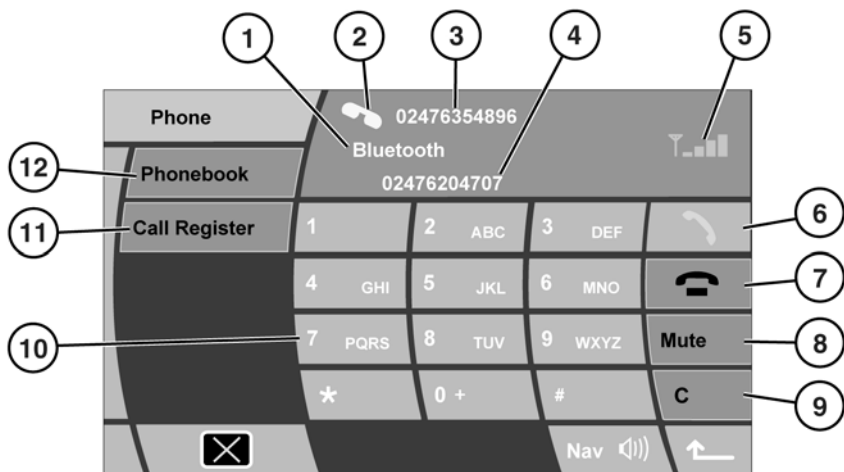 1 2 3 4 5
Phone
02476354896
Bluetooth
02476204707
12
Phonebook
11
Call Register
1
2 ABC
3 DEF
6
4 GHI
5 JKL
6 MNO
7
10
7 PQRS
8 TUV
9 WXYZ
Mute
8
*
0 +
#
C
9
Nav